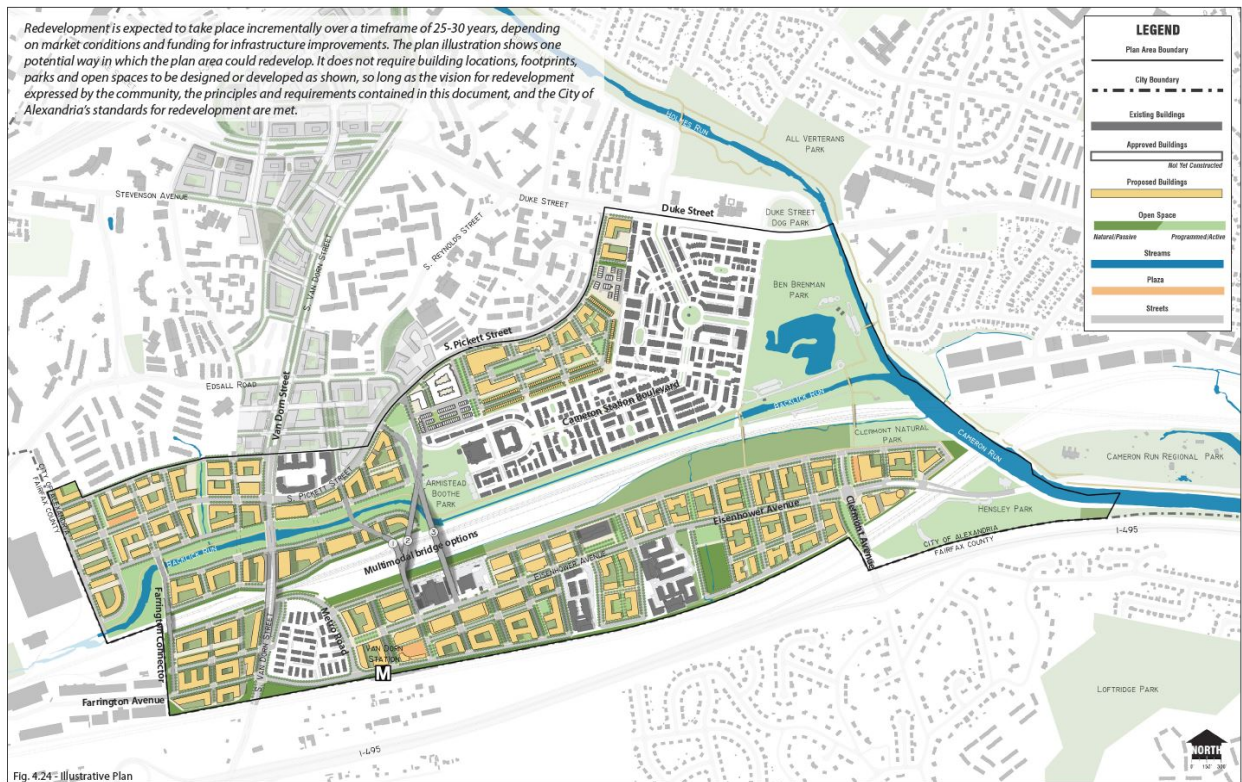 Redevelopment is expected to take place incrementally over a timeframe of 25-30 years, depending
on market conditions and funding for infrastructure improvements. The plan illustration shows one
potential way in which the plan area could redevelop. It does not require building locations, footprints,
parks and open spaces to be designed or developed as shown, so long as the vision for redevelopment
expressed by the community, the principles and requirements contained in this document, and the City of
Alexandria's standards for redevelopment are met.
LEGEND
Plan Area Boundary
City Boundary
Existing Buildings
Approved Buildings
Not Yet Constructed
Proposed Buildings
Open Space
Natural/Passive
Programmed/Active
Streams
Plaza
Streets
HOLMES RUN
ALL VERTERANS
PARK
STEVENSON AVENUE
DUKE STREET
Duke Street
DUKE STREET
DOG PARK
S. REYNOLDS STREET
S. VAN DORN STREET
BEN BRENMAN
PARK
S. Pickett Street
EDSALL ROAD
Van Dorn Street
Cameron Station Boulevard
BACKLICK RUN
CLERMONT NATURAL
PARK
CAMERON RUN
CAMERON RUN REGIONAL PARK
CITY OF ALEXANDRIA
FAIRFAX COUNTY
S. PICKETT STREET
ARMISTEAD
BOOTHE
PARK
Eisenhower Avenue
Clermont Avenue
HENSLEY PARK
CITY OF ALEXANDRIA
FAIRFAX COUNTY
I-495
BACKLICK RUN
1
2
3
Multimodal bridge options
EISENHOWER AVENUE
Farrington Connector
Metro Road
S. VAN DORN STREET
VAN DORN
STATION
M
Farrington Avenue
LOFTRIDGE PARK
I-495
NORTH
Fig. 4.24 - Illustrative Plan